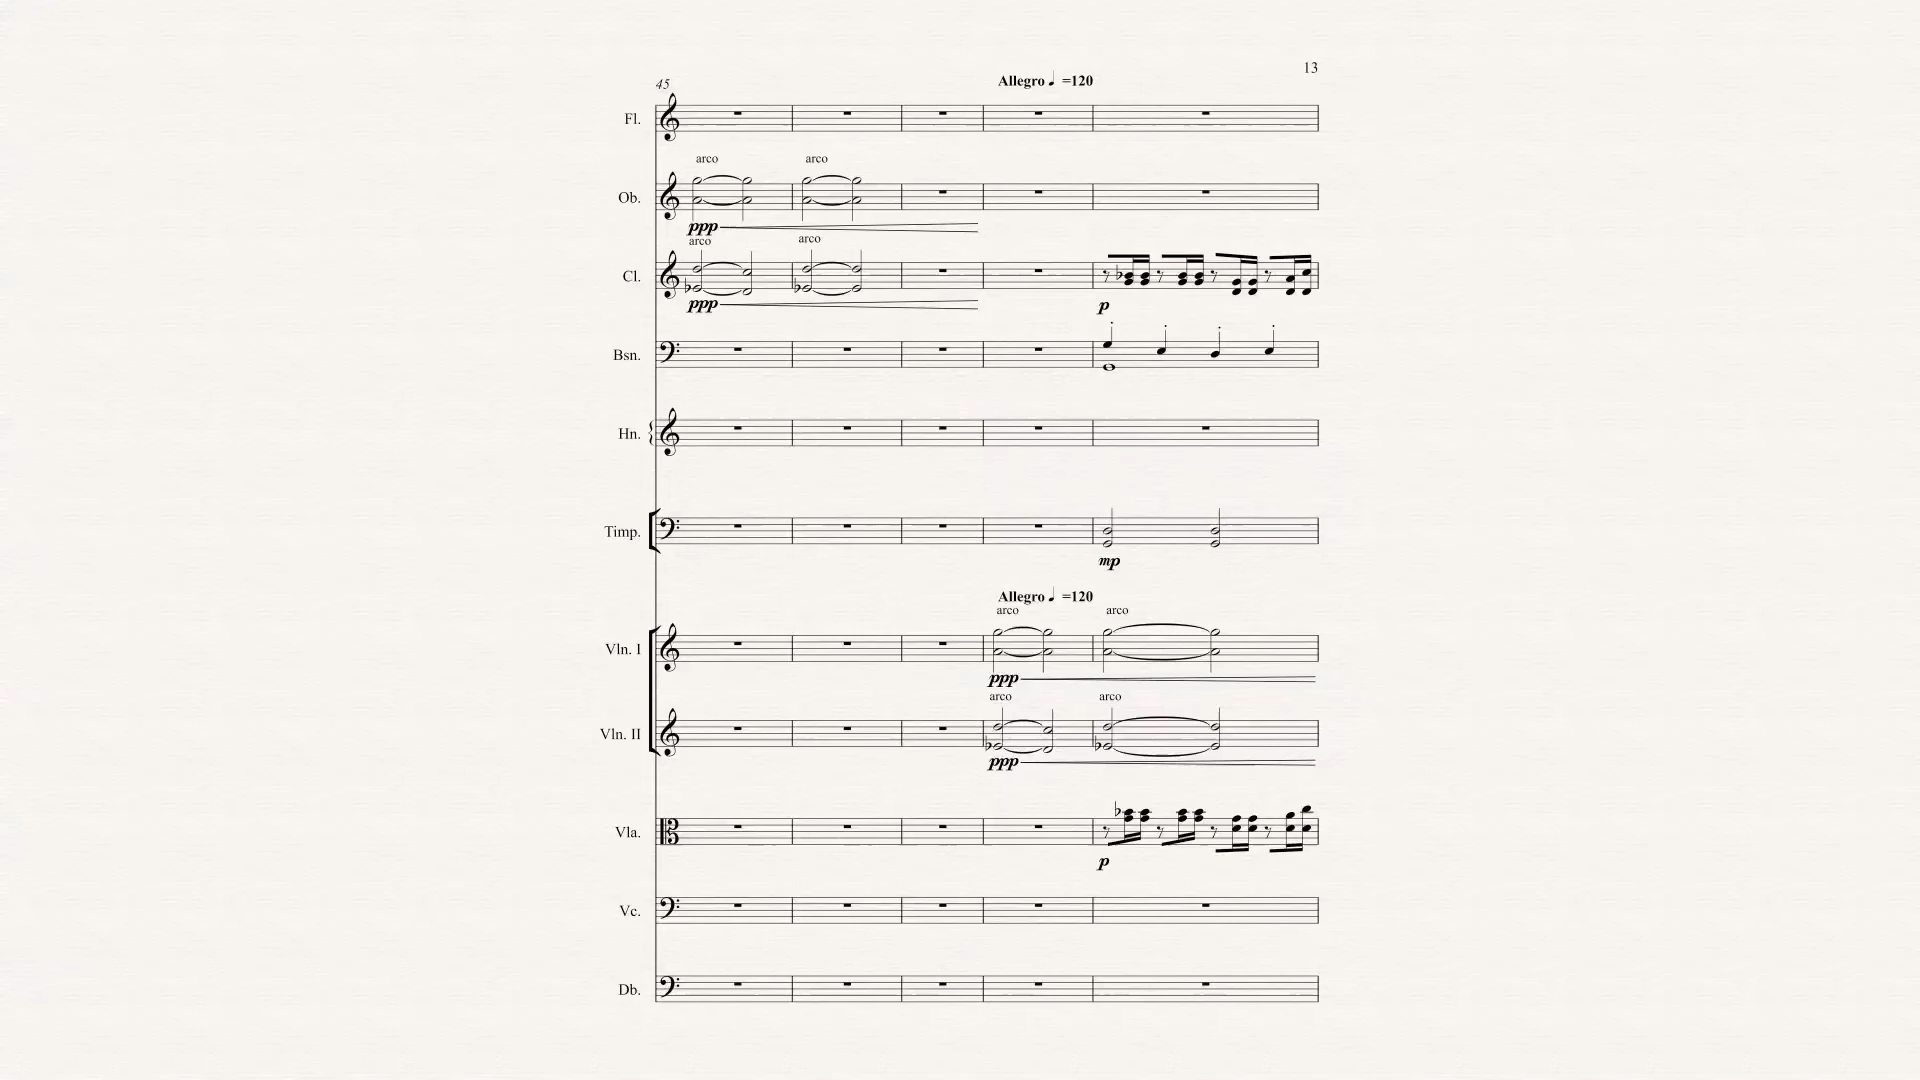 13
Allegro ♩ =120
45
Fl.
arco arco
Ob.
ppp
arco arco
Cl.
ppp p
Bsn.
Hn.
Timp.
mp
Allegro ♩ =120
arco arco
Vln. I
ppp
arco arco
Vln. II
ppp
Vla.
p
Vc.
Db.